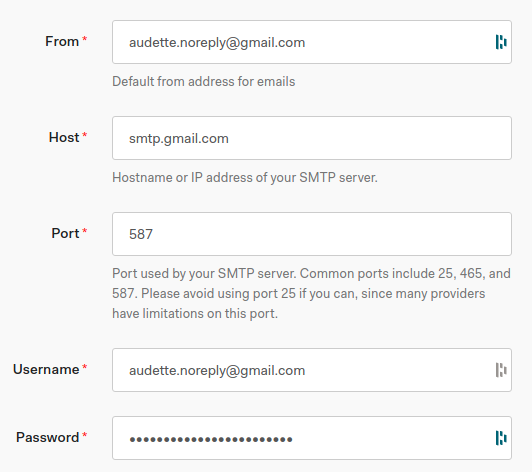 From *
audette.noreply@gmail.com
Default from address for emails
Host *
smtp.gmail.com
Hostname or IP address of your SMTP server.
Port *
587
Port used by your SMTP server. Common ports include 25, 465, and
587. Please avoid using port 25 if you can, since many providers
have limitations on this port.
Username *
audette.noreply@gmail.com
Password *
••••••••••••••••••••••••